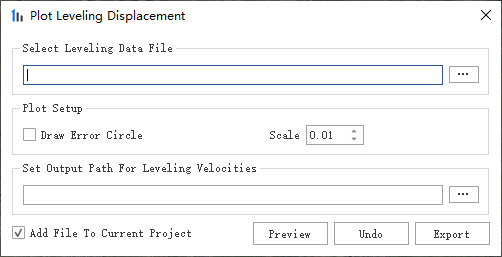 Plot Leveling Displacement
Select Leveling Data File
...
Plot Setup
Draw Error Circle Scale 0.01
Set Output Path For Leveling Velocities
...
Add File To Current Project Preview Undo Export